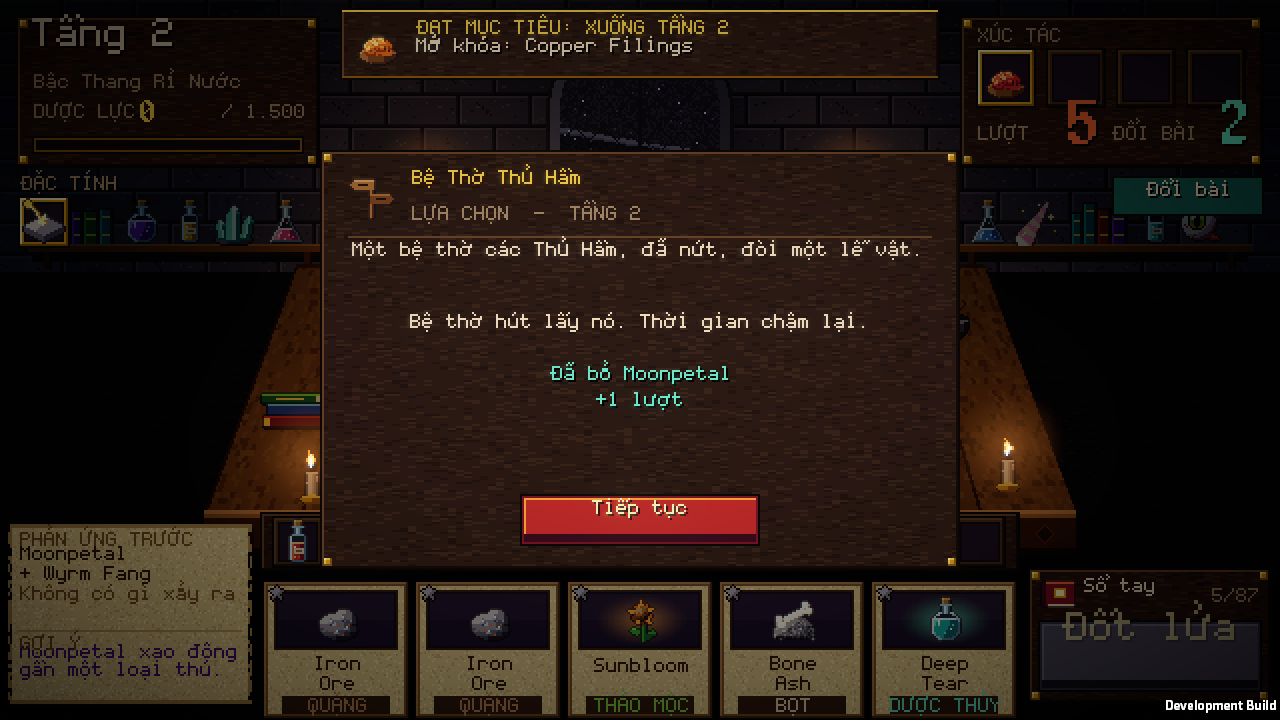 Tầng 2
Bậc Thang Rỉ Nước
DƯỢC LỰC 0 / 1.500
ĐẶC TÍNH
ĐẠT MỤC TIÊU: XUỐNG TẦNG 2
Mở khóa: Copper Filings
XÚC TÁC
LƯỢT 5 ĐỔI BÀI 2
Đổi bài
Bệ Thờ Thủ Hầm
LỰA CHỌN – TẦNG 2
Một bệ thờ các Thủ Hầm, đã nứt, đòi một lễ vật.
Bệ thờ hút lấy nó. Thời gian chậm lại.
Đã bỏ Moonpetal
+1 lượt
Tiếp tục
PHẢN ỨNG TRƯỚC
Moonpetal
+ Wyrm Fang
Không có gì xảy ra
GỢI Ý
Moonpetal xao động
gần một loại thú.
Iron
Ore
QUẶNG
Iron
Ore
QUẶNG
Sunbloom
THẢO MỘC
Bone
Ash
BỘT
Deep
Tear
DƯỢC THỦY
Sổ tay
5/87
Đốt lửa
Development Build